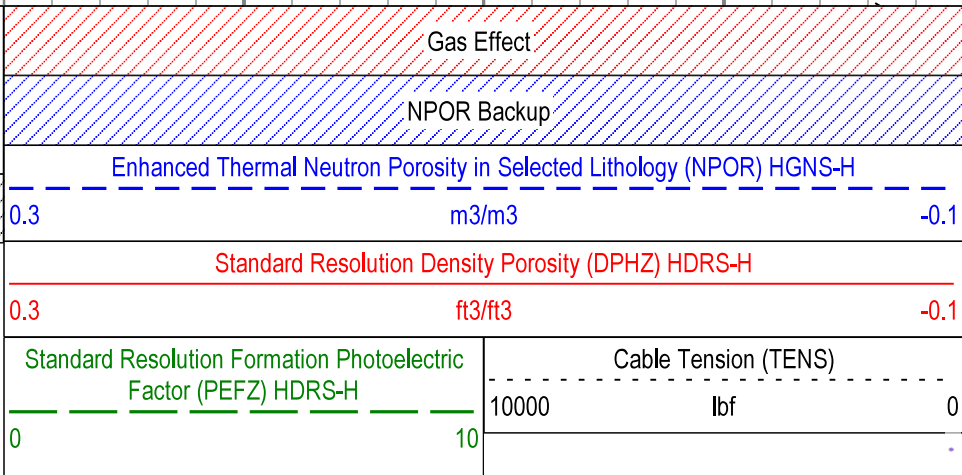 Gas Effect
NPOR Backup
Enhanced Thermal Neutron Porosity in Selected Lithology (NPOR) HGNS-H
0.3 m3/m3 -0.1
Standard Resolution Density Porosity (DPHZ) HDRS-H
0.3 ft3/ft3 -0.1
Standard Resolution Formation Photoelectric
Factor (PEFZ) HDRS-H
0 10
Cable Tension (TENS)
10000 lbf 0